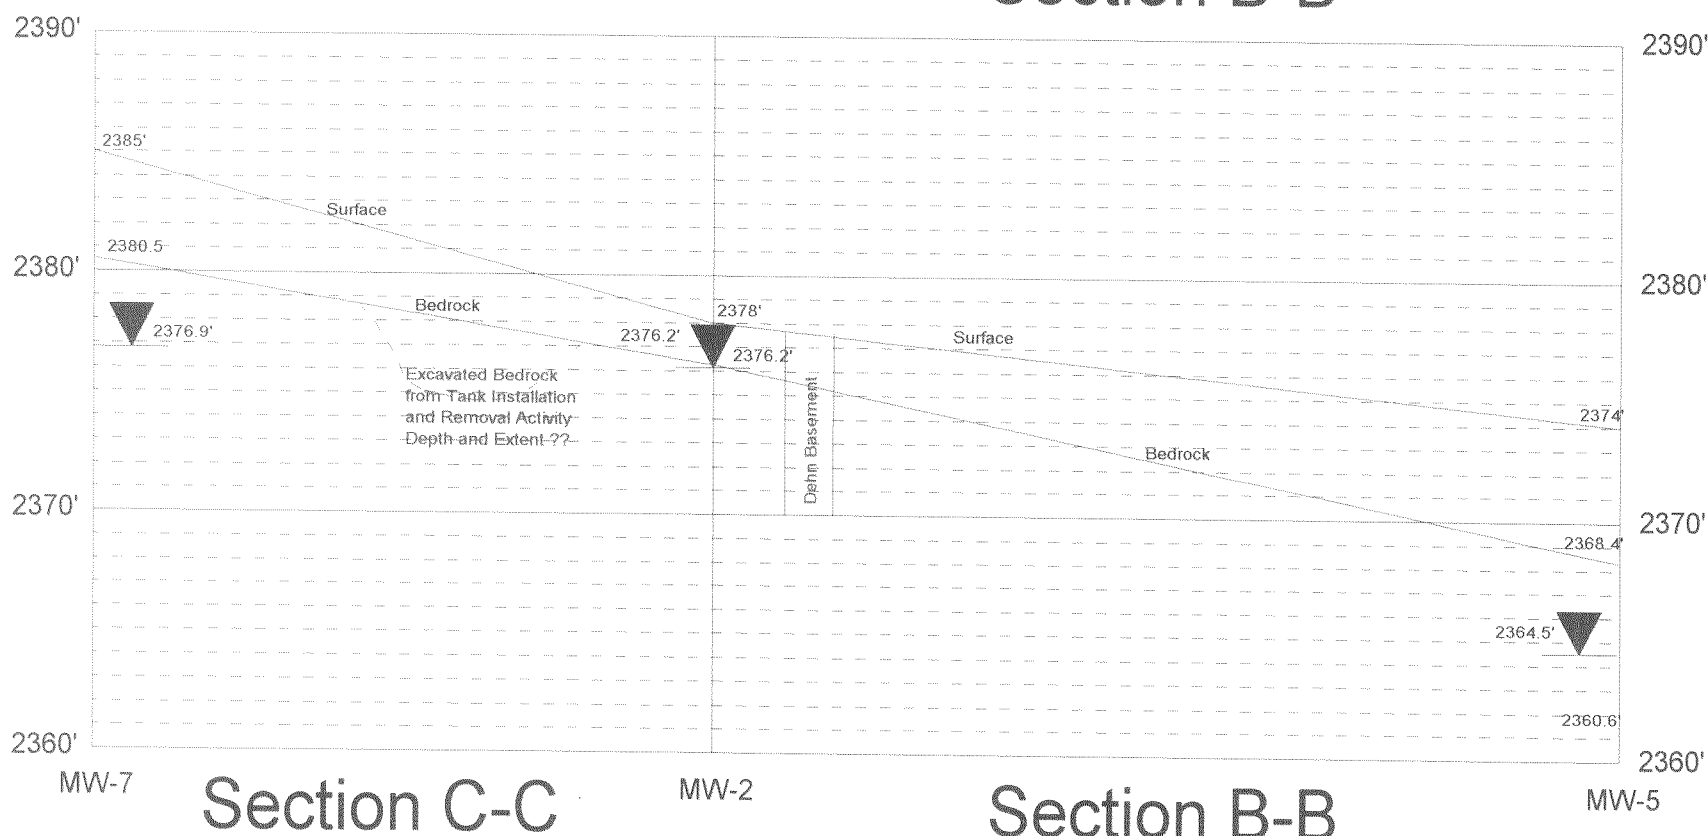 Section B-B
2390'
2390'
2385'
Surface
2380.5
2380'
2380'
Bedrock
2378'
2376.9'
2376.2'
2376.2'
Surface
Excavated Bedrock
from Tank Installation
and Removal Activity
Depth and Extent ??
Dehn Basement
2374'
Bedrock
2370'
2370'
2368.4'
2364.5'
2360.6'
2360'
2360'
MW-7
MW-2
MW-5
Section C-C
Section B-B